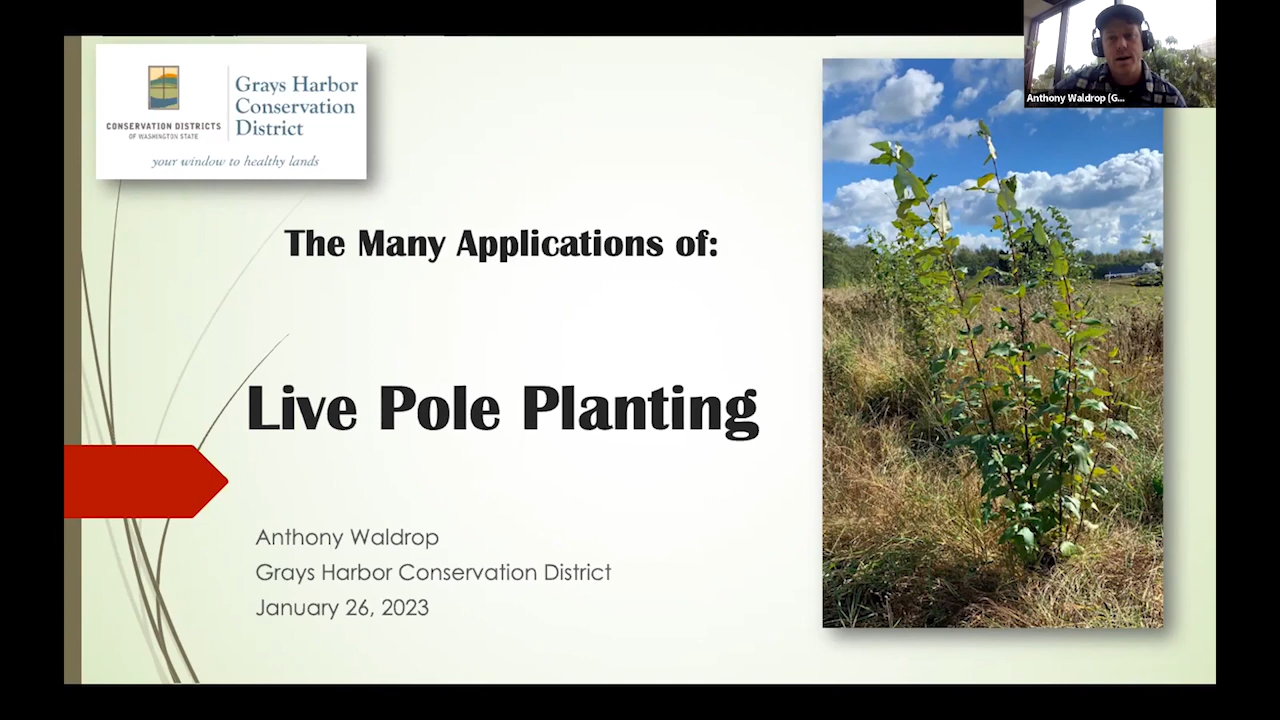 Grays Harbor
Conservation
District
CONSERVATION DISTRICTS
OF WASHINGTON STATE
your window to healthy lands
Anthony Waldrop (G...
The Many Applications of:
Live Pole Planting
Anthony Waldrop
Grays Harbor Conservation District
January 26, 2023